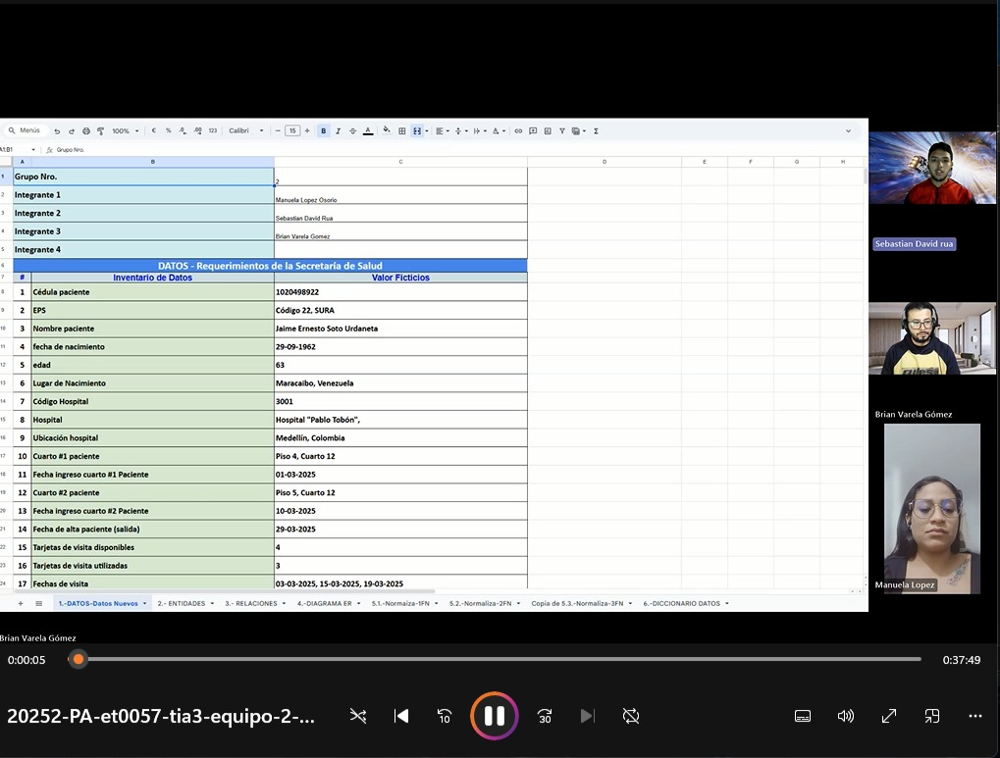 Menús 100% € % .0 .00 123 Calibri 15 B I A Σ
A1:B1 fx Grupo Nro.
A B C D E F G H
1 Grupo Nro. 2
2 Integrante 1 Manuela Lopez Osorio
3 Integrante 2 Sebastian David Rua
4 Integrante 3 Brian Varela Gomez
5 Integrante 4
6 DATOS - Requerimientos de la Secretaría de Salud
7 # Inventario de Datos Valor Ficticios
8 1 Cédula paciente 1020498922
9 2 EPS Código 22, SURA
10 3 Nombre paciente Jaime Ernesto Soto Urdaneta
11 4 fecha de nacimiento 29-09-1962
12 5 edad 63
13 6 Lugar de Nacimiento Maracaibo, Venezuela
14 7 Código Hospital 3001
15 8 Hospital Hospital "Pablo Tobón",
16 9 Ubicación hospital Medellín, Colombia
17 10 Cuarto #1 paciente Piso 4, Cuarto 12
18 11 Fecha ingreso cuarto #1 Paciente 01-03-2025
19 12 Cuarto #2 paciente Piso 5, Cuarto 12
20 13 Fecha ingreso cuarto #2 Paciente 10-03-2025
21 14 Fecha de alta paciente (salida) 29-03-2025
22 15 Tarjetas de visita disponibles 4
23 16 Tarjetas de visita utilizadas 3
24 17 Fechas de visita 03-03-2025, 15-03-2025, 19-03-2025
1.-DATOS-Datos Nuevos 2.- ENTIDADES 3.- RELACIONES 4.-DIAGRAMA ER 5.1.-Normaiza-1FN 5.2.-Normaliza-2FN Copia de 5.3.-Normaliza-3FN 6.-DICCIONARIO DATOS
Sebastian David rua
Brian Varela Gómez
Manuela Lopez
Brian Varela Gómez
0:00:05 0:37:49
20252-PA-et0057-tia3-equipo-2-...
10
30